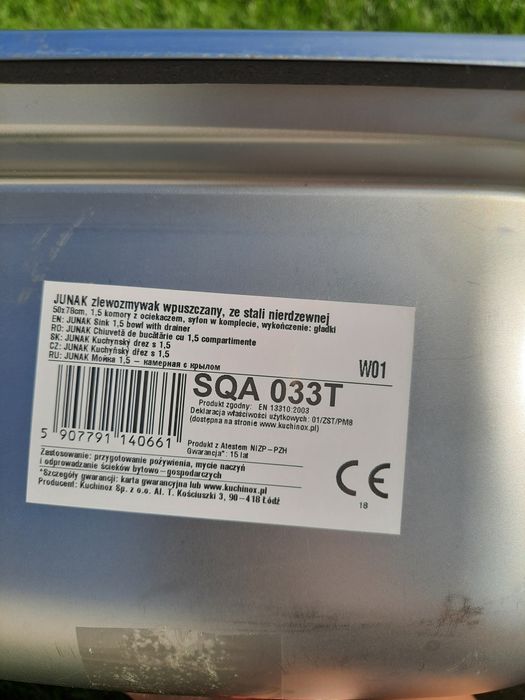 JUNAK zlewozmywak wpuszczany, ze stali nierdzewnej
50x78cm, 1,5 komory z ociekaczem, syfon w komplecie, wykończenie: gładki
EN: JUNAK Sink 1,5 bowl with drainer
RO: JUNAK Chiuvetă de bucătărie cu 1,5 compartimente
SK: JUNAK Kuchynský drez s 1,5
CZ: JUNAK Kuchyňský dřez s 1,5
RU: JUNAK Мойка 1,5 – камерная с крылом
W01
SQA 033T
Produkt zgodny: EN 13310:2003
Deklaracja właściwości użytkowych: 01/ZST/PM8
(dostępna na stronie www.kuchinox.pl)
5 907791 140661
Produkt z Atestem NIZP-PZH
Gwarancja*: 15 lat
Zastosowanie: przygotowanie pożywienia, mycie naczyń
i odprowadzanie ścieków bytowo-gospodarczych
*Szczegóły gwarancji: karta gwarancyjna lub www.kuchinox.pl
Producent: Kuchinox Sp. z o.o. Al. T. Kościuszki 3, 90-418 Łódź
CE
18